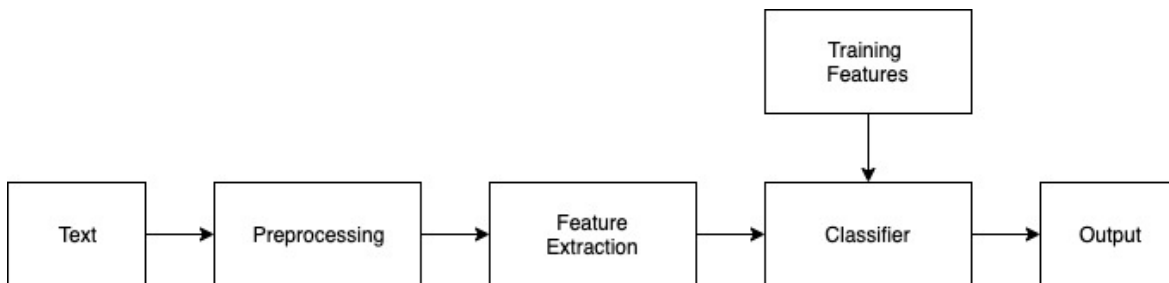 Training
Features
Text
Preprocessing
Feature
Extraction
Classifier
Output